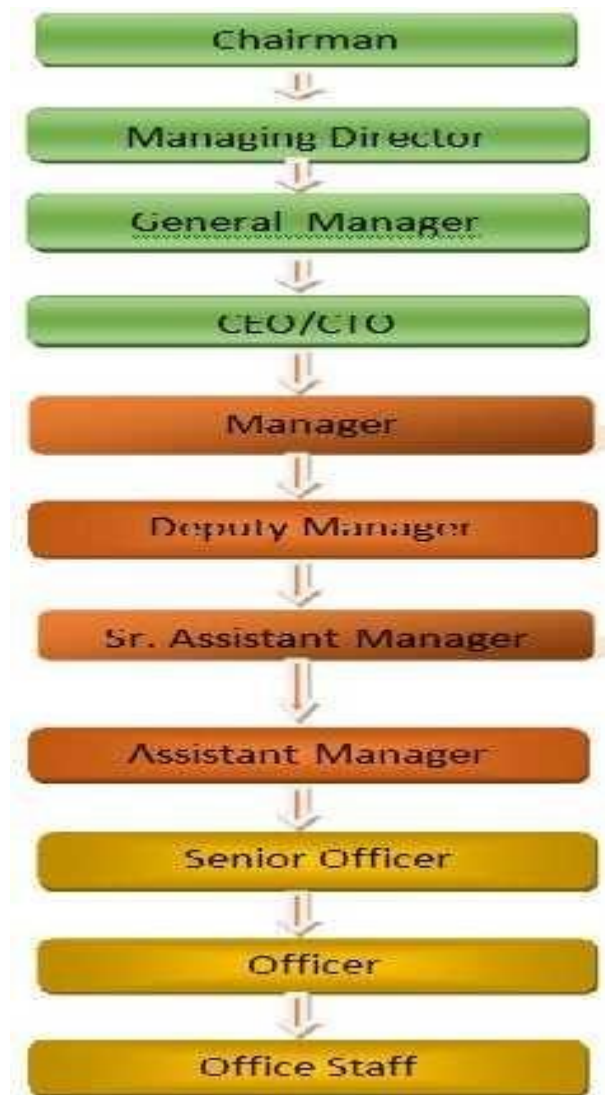 Chairman
Managing Director
General Manager
CEO/CTO
Manager
Deputy Manager
Sr. Assistant Manager
Assistant Manager
Senior Officer
Officer
Office Staff